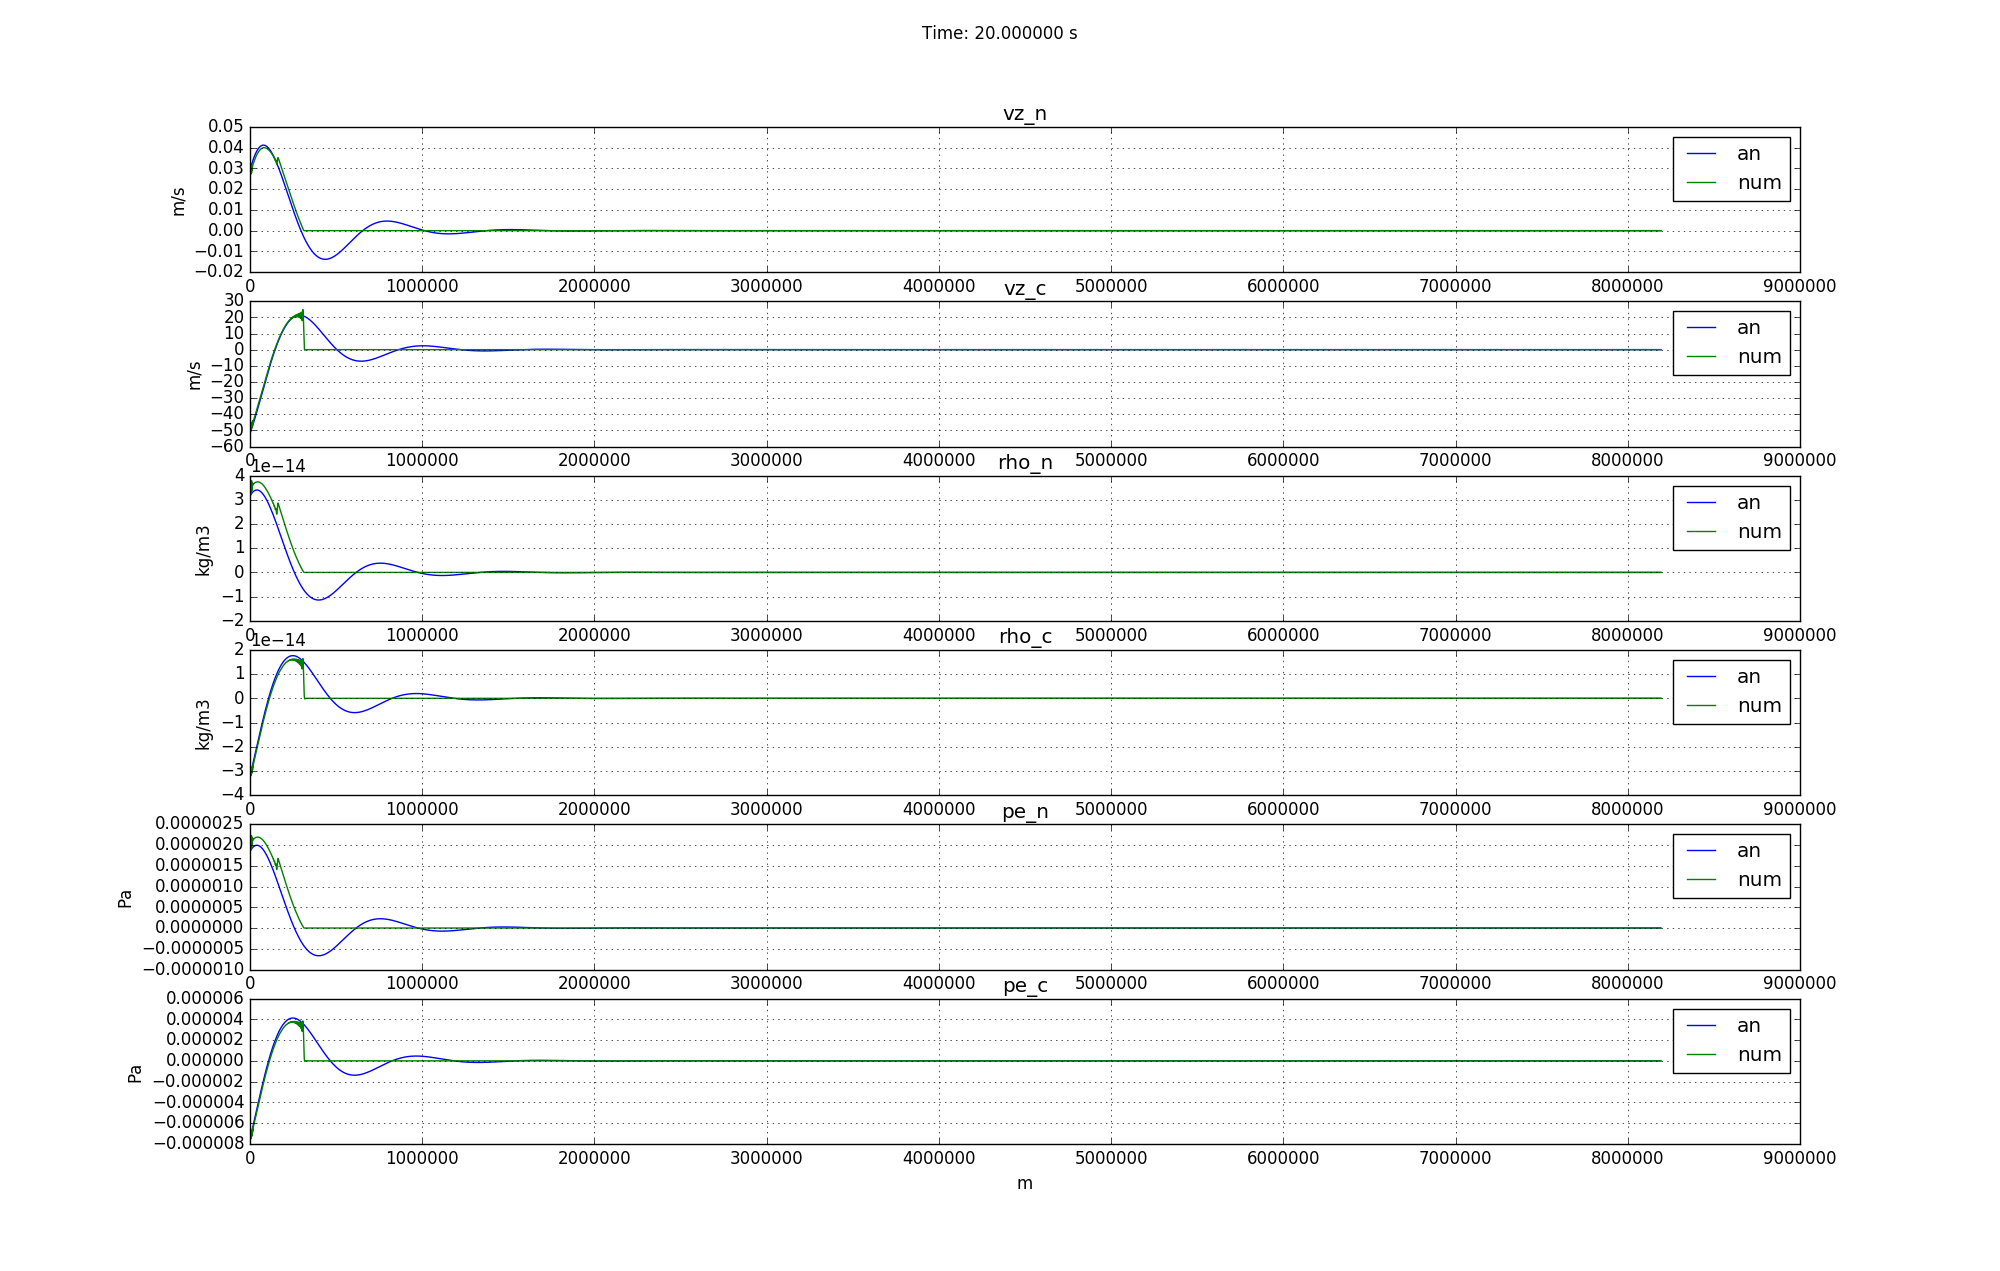 Time: 20.000000 s
vz_n
0.05
0.04
0.03
0.02
0.01
0.00
−0.01
−0.02
m/s
an
num
0 1000000 2000000 3000000 4000000 5000000 6000000 7000000 8000000 9000000
vz_c
30
20
10
0
−10
−20
−30
−40
−50
−60
m/s
an
num
0 1000000 2000000 3000000 4000000 5000000 6000000 7000000 8000000 9000000
1e−14
rho_n
4
3
2
1
0
−1
−2
kg/m3
an
num
0 1000000 2000000 3000000 4000000 5000000 6000000 7000000 8000000 9000000
1e−14
rho_c
2
1
0
−1
−2
−3
−4
kg/m3
an
num
0 1000000 2000000 3000000 4000000 5000000 6000000 7000000 8000000 9000000
pe_n
0.0000025
0.0000020
0.0000015
0.0000010
0.0000005
0.0000000
−0.0000005
−0.0000010
Pa
an
num
0 1000000 2000000 3000000 4000000 5000000 6000000 7000000 8000000 9000000
pe_c
0.000006
0.000004
0.000002
0.000000
−0.000002
−0.000004
−0.000006
−0.000008
Pa
an
num
0 1000000 2000000 3000000 4000000 5000000 6000000 7000000 8000000 9000000
m